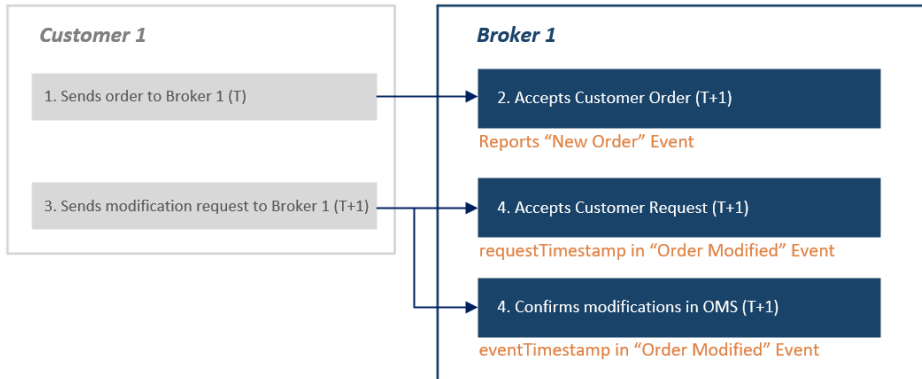 Customer 1
Broker 1
1. Sends order to Broker 1 (T)
2. Accepts Customer Order (T+1)
Reports “New Order” Event
3. Sends modification request to Broker 1 (T+1)
4. Accepts Customer Request (T+1)
requestTimestamp in “Order Modified” Event
4. Confirms modifications in OMS (T+1)
eventTimestamp in “Order Modified” Event